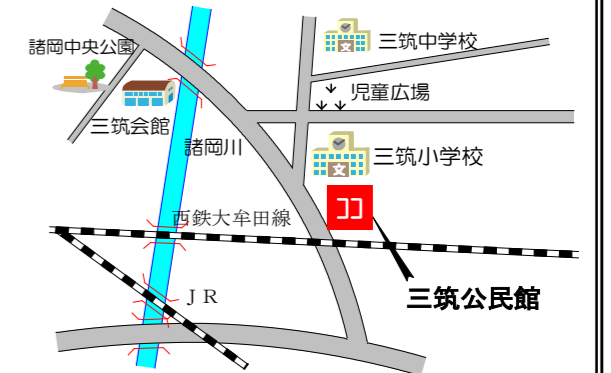 三筑中学校
諸岡中央公園
児童広場
三筑会館
諸岡川
三筑小学校
文
文
ココ
西鉄大牟田線
三筑公民館
ＪＲ